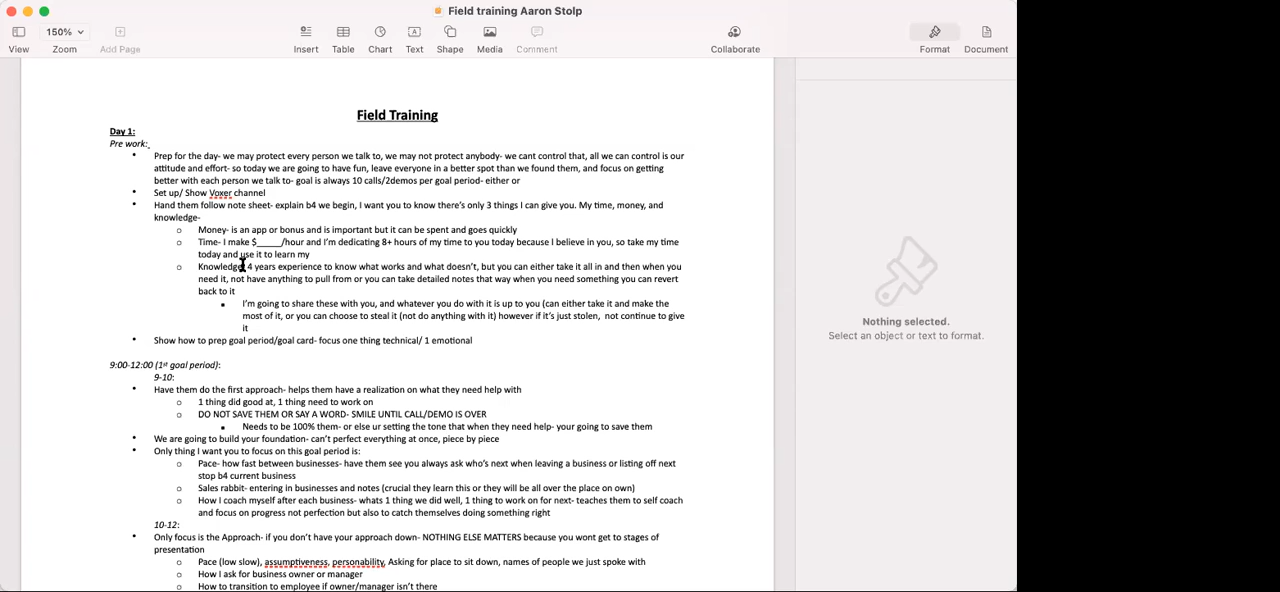 Field training Aaron Stolp
150%
View
Zoom
Add Page
Insert
Table
Chart
Text
Shape
Media
Comment
Collaborate
Format
Document
Field Training
Day 1:
Pre work:
• Prep for the day- we may protect every person we talk to, we may not protect anybody- we cant control that, all we can control is our
attitude and effort- so today we are going to have fun, leave everyone in a better spot than we found them, and focus on getting
better with each person we talk to- goal is always 10 calls/2demos per goal period- either or
• Set up/ Show Voxer channel
• Hand them follow note sheet- explain b4 we begin, I want you to know there's only 3 things I can give you. My time, money, and
knowledge-
o Money- is an app or bonus and is important but it can be spent and goes quickly
o Time- I make $_____/hour and I'm dedicating 8+ hours of my time to you today because I believe in you, so take my time
today and use it to learn my
o Knowledge- 4 years experience to know what works and what doesn't, but you can either take it all in and then when you
need it, not have anything to pull from or you can take detailed notes that way when you need something you can revert
back to it
▪ I'm going to share these with you, and whatever you do with it is up to you (can either take it and make the
most of it, or you can choose to steal it (not do anything with it) however if it's just stolen, not continue to give
it
• Show how to prep goal period/goal card- focus one thing technical/ 1 emotional
9:00-12:00 (1st goal period):
9-10:
• Have them do the first approach- helps them have a realization on what they need help with
o 1 thing did good at, 1 thing need to work on
o DO NOT SAVE THEM OR SAY A WORD- SMILE UNTIL CALL/DEMO IS OVER
▪ Needs to be 100% them- or else ur setting the tone that when they need help- your going to save them
• We are going to build your foundation- can't perfect everything at once, piece by piece
• Only thing I want you to focus on this goal period is:
o Pace- how fast between businesses- have them see you always ask who's next when leaving a business or listing off next
stop b4 current business
o Sales rabbit- entering in businesses and notes (crucial they learn this or they will be all over the place on own)
o How I coach myself after each business- whats 1 thing we did well, 1 thing to work on for next- teaches them to self coach
and focus on progress not perfection but also to catch themselves doing something right
10-12:
• Only focus is the Approach- if you don't have your approach down- NOTHING ELSE MATTERS because you wont get to stages of
presentation
o Pace (low slow), assumptiveness, personability, Asking for place to sit down, names of people we just spoke with
o How I ask for business owner or manager
o How to transition to employee if owner/manager isn't there
Nothing selected.
Select an object or text to format.